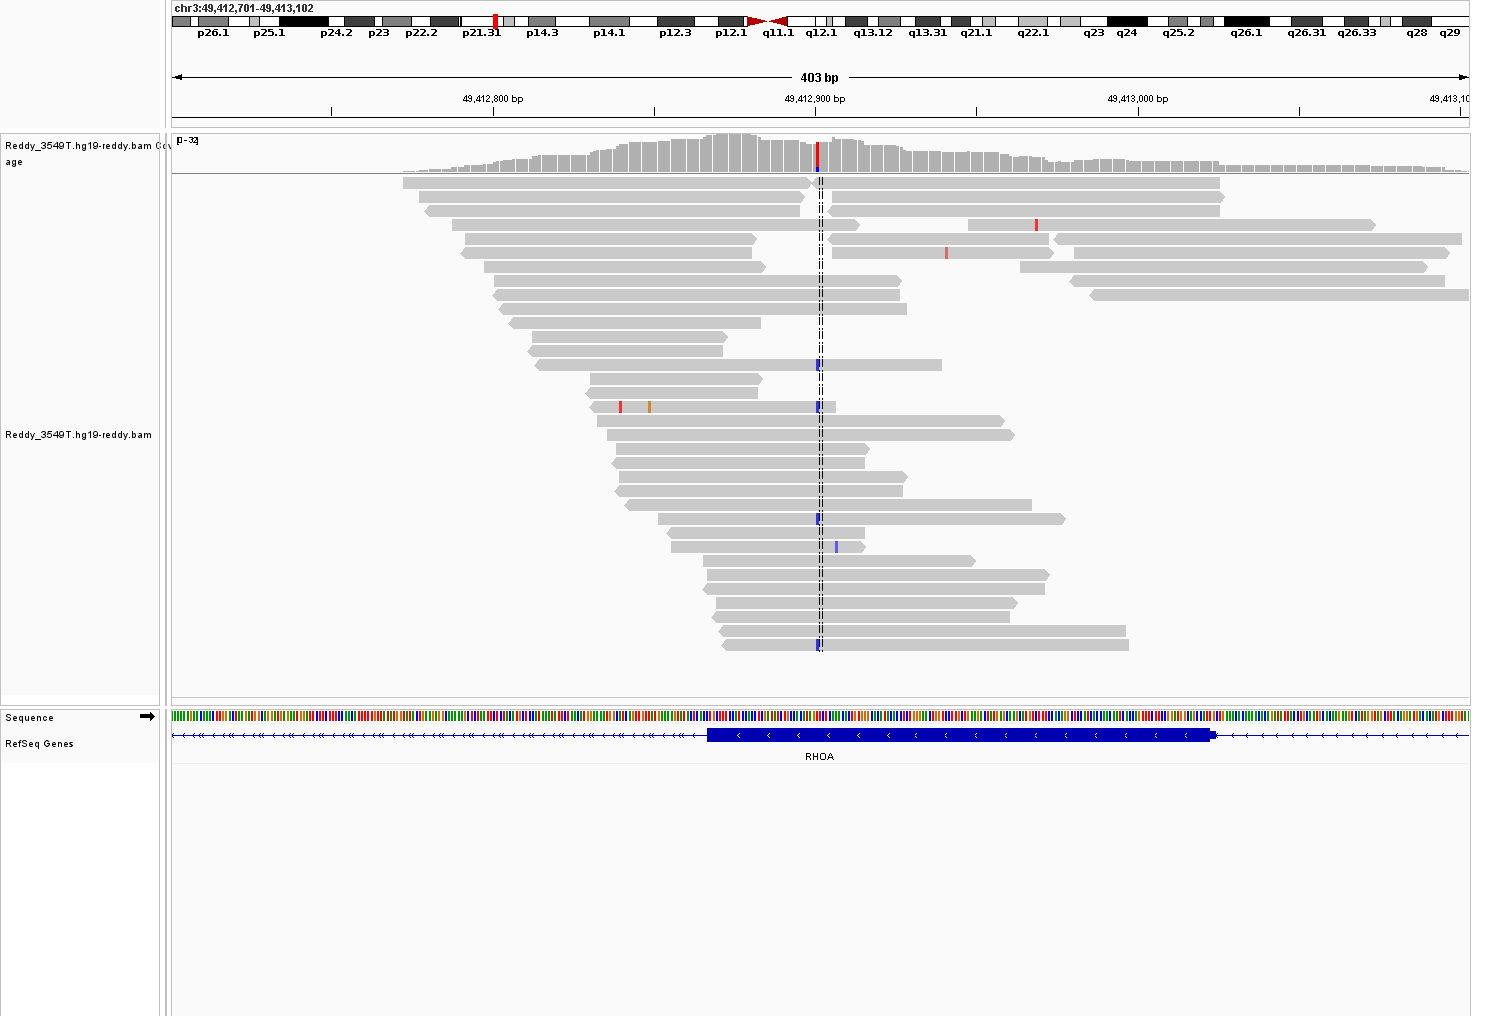 chr3:49,412,701-49,413,102
p26.1 p25.1 p24.2 p23 p22.2 p21.31 p14.3 p14.1 p12.3 p12.1 q11.1 q12.1 q13.12 q13.31 q21.1 q22.1 q23 q24 q25.2 q26.1 q26.31 q26.33 q28 q29
403 bp
49,412,800 bp 49,412,900 bp 49,413,000 bp 49,413,10
[0-32]
Reddy_3549T.hg19-reddy.bam Cov
age
Reddy_3549T.hg19-reddy.bam
Sequence
RefSeq Genes
RHOA